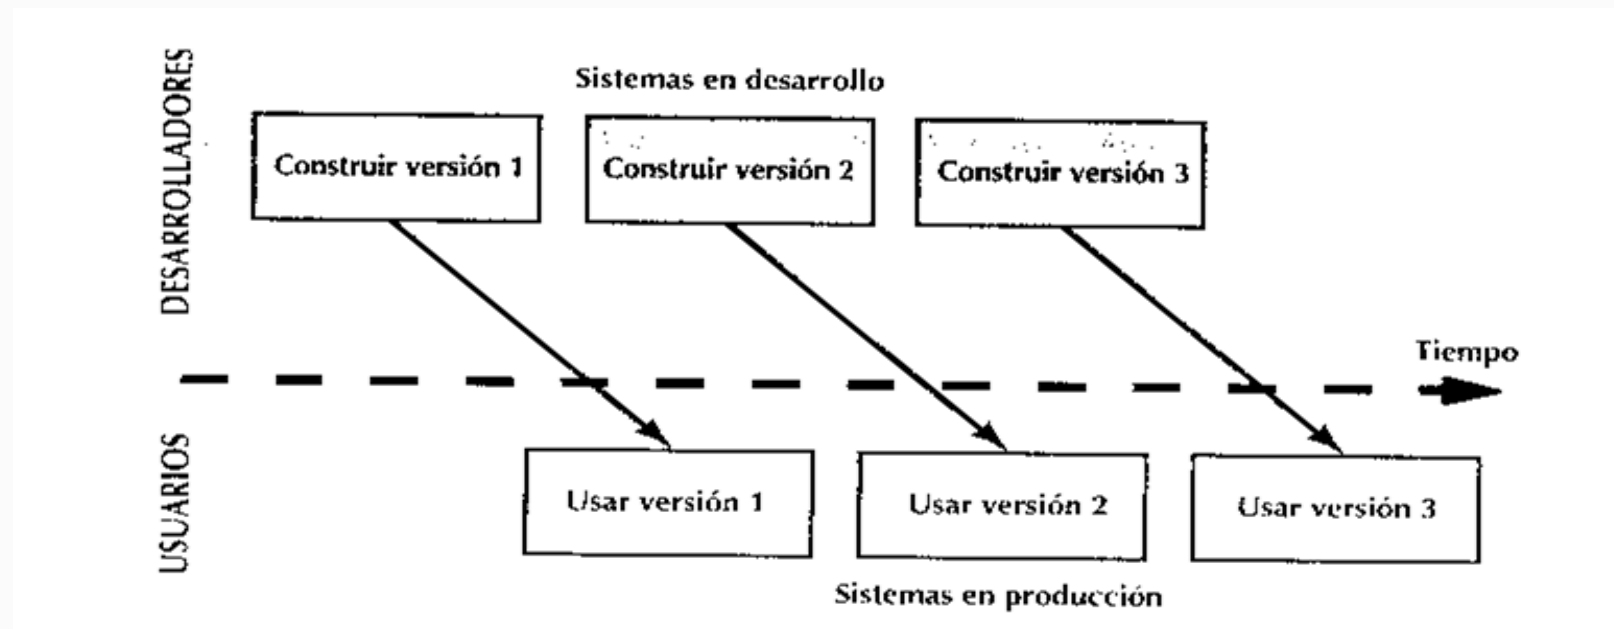 DESARROLLADORES
Sistemas en desarrollo
Construir versión 1
Construir versión 2
Construir versión 3
Tiempo
USUARIOS
Usar versión 1
Usar versión 2
Usar versión 3
Sistemas en producción